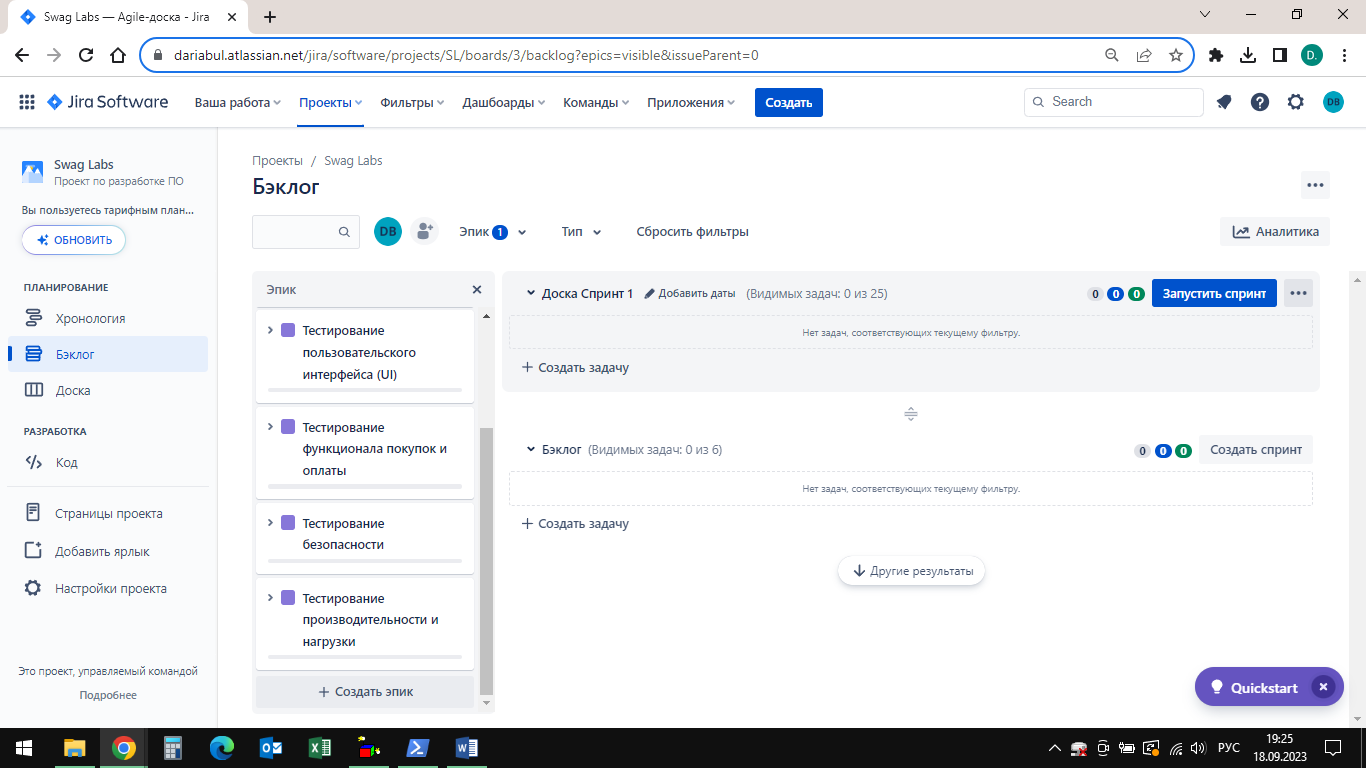 Swag Labs — Agile-доска - Jira
dariabul.atlassian.net/jira/software/projects/SL/boards/3/backlog?epics=visible&issueParent=0
D.
Jira Software
Ваша работа
Проекты
Фильтры
Дашборды
Команды
Приложения
Создать
Search
DB
Swag Labs
Проект по разработке ПО
Вы пользуетесь тарифным план...
ОБНОВИТЬ
ПЛАНИРОВАНИЕ
Хронология
Бэклог
Доска
РАЗРАБОТКА
Код
Страницы проекта
Добавить ярлык
Настройки проекта
Это проект, управляемый командой
Подробнее
Проекты / Swag Labs
Бэклог
DB
Эпик 1
Тип
Сбросить фильтры
Аналитика
Эпик
Тестирование
пользовательского
интерфейса (UI)
Тестирование
функционала покупок и
оплаты
Тестирование
безопасности
Тестирование
производительности и
нагрузки
Создать эпик
Доска Спринт 1 Добавить даты (Видимых задач: 0 из 25)
0 0 0
Запустить спринт
Нет задач, соответствующих текущему фильтру.
Создать задачу
Бэклог (Видимых задач: 0 из 6)
0 0 0
Создать спринт
Нет задач, соответствующих текущему фильтру.
Создать задачу
Другие результаты
Quickstart
РУС
19:25
18.09.2023